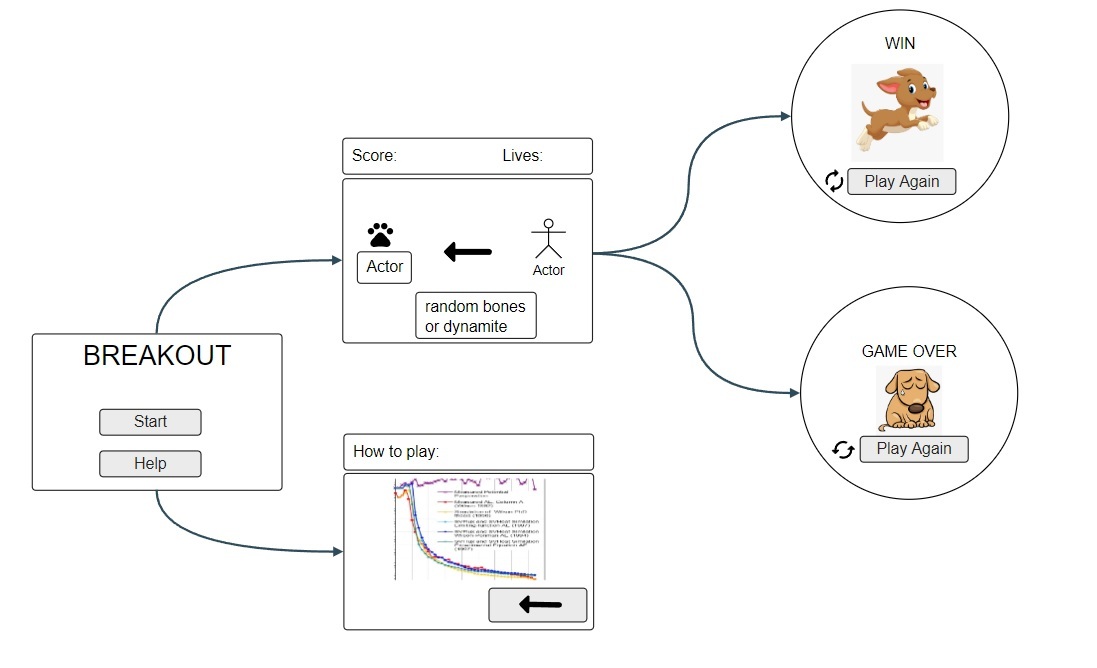 WIN
Play Again
Score: Lives:
Actor
Actor
random bones
or dynamite
BREAKOUT
Start
Help
GAME OVER
Play Again
How to play: